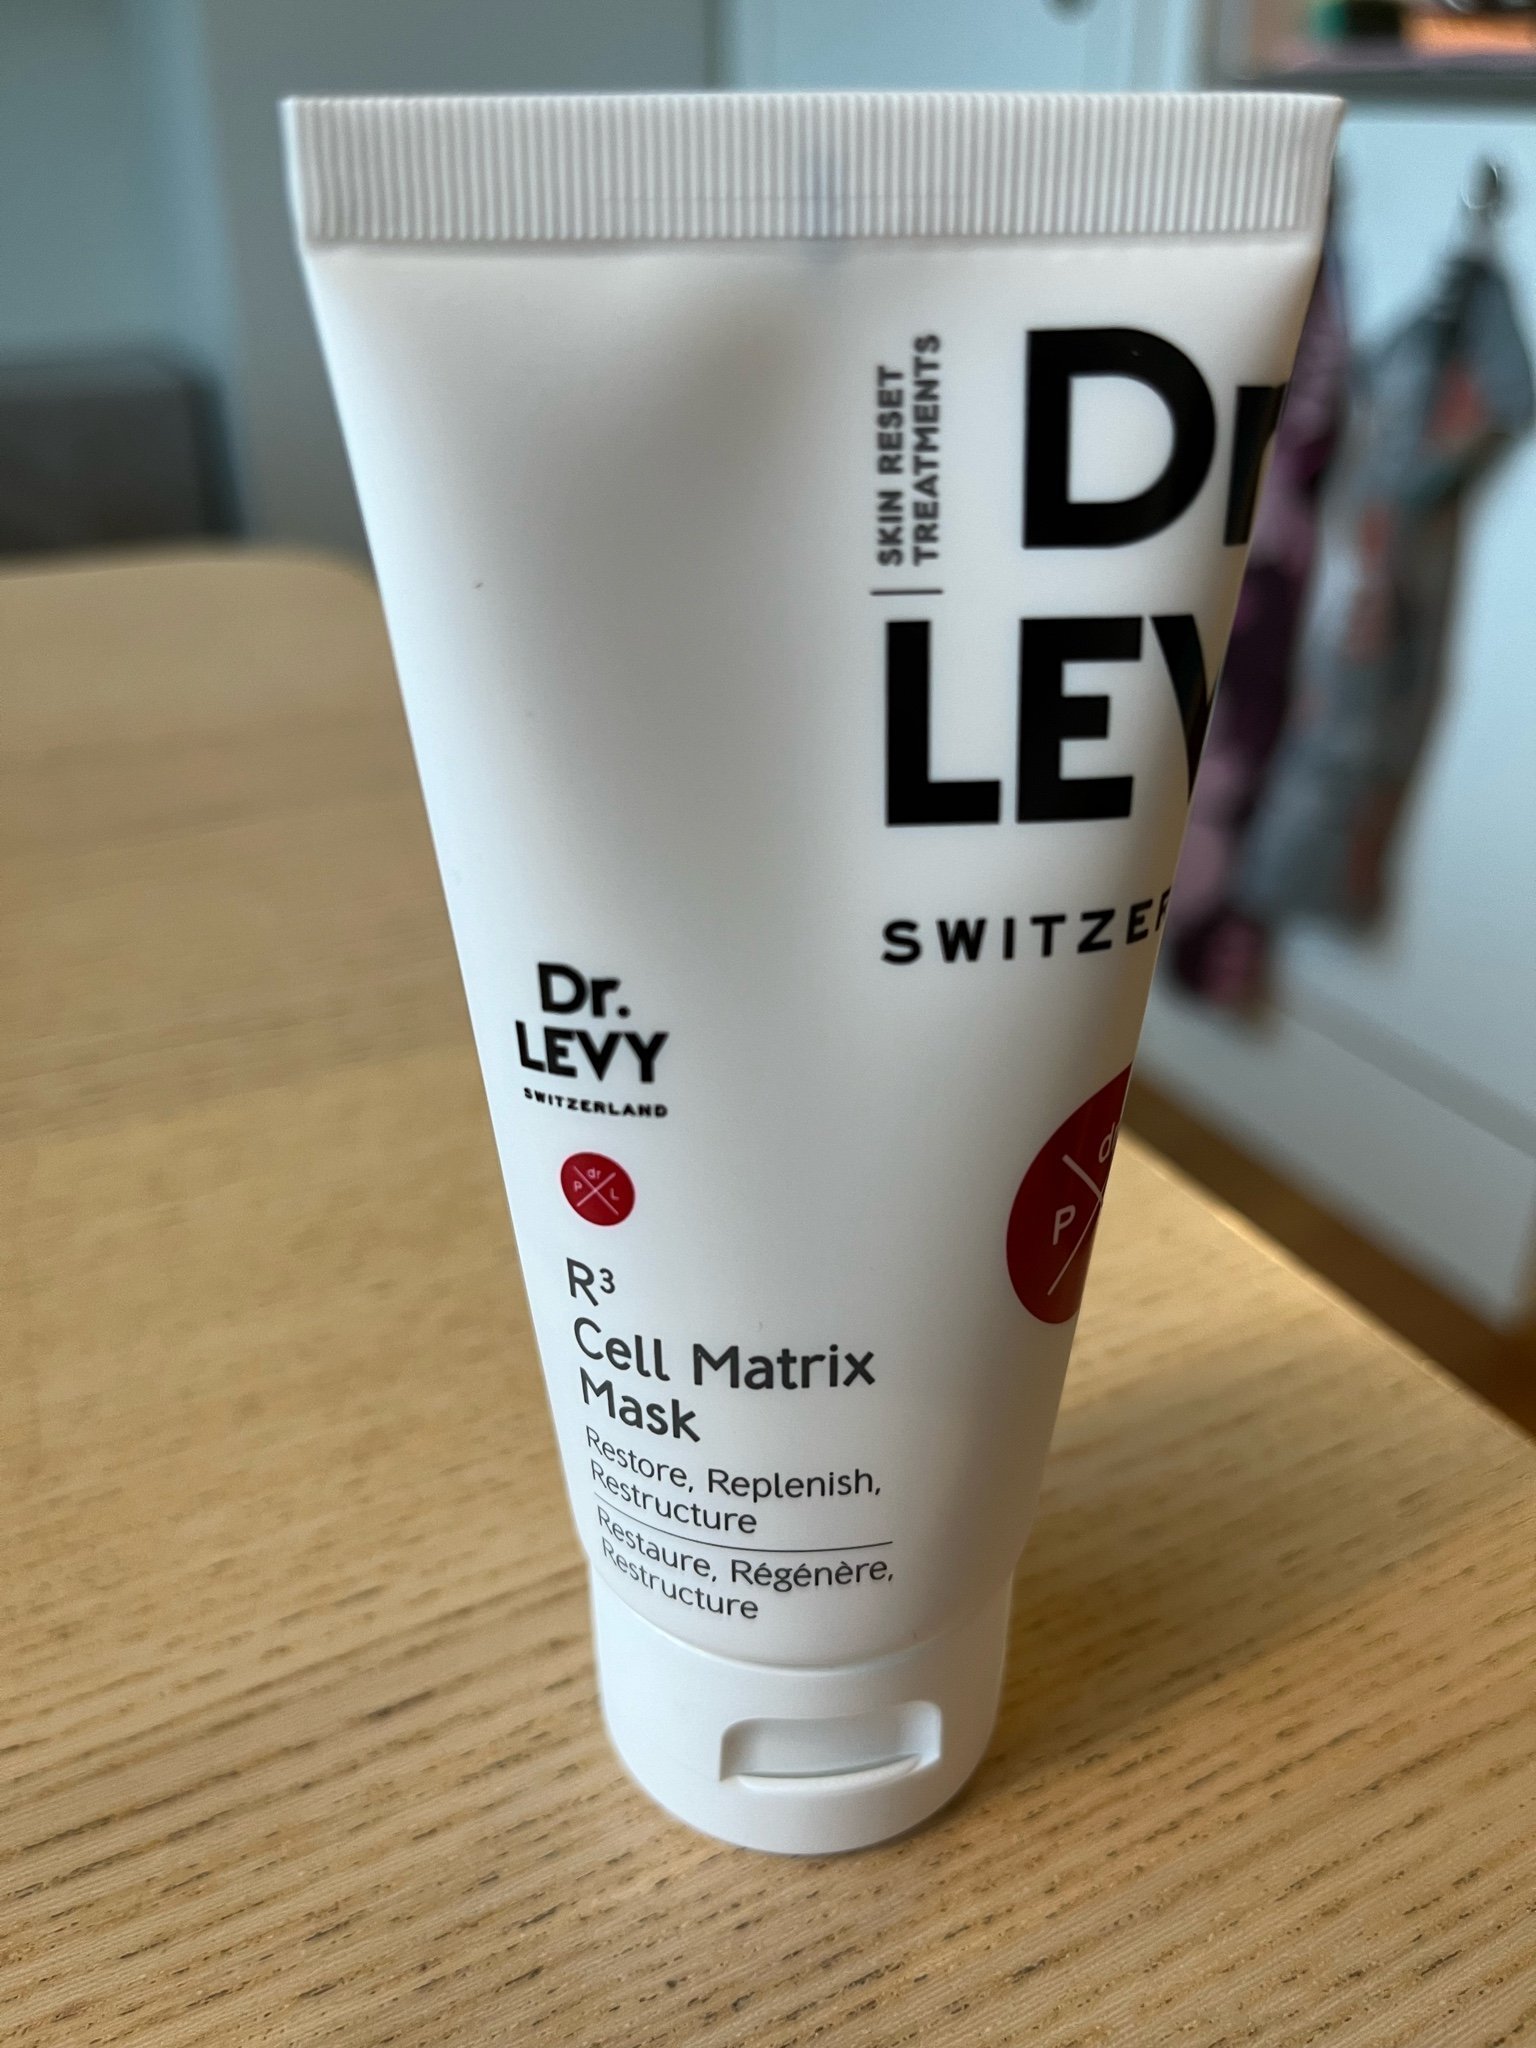 SKIN RESET
TREATMENTS
Dr
LEVY
SWITZER
Dr.
LEVY
SWITZERLAND
dr
P L
P
R³
Cell Matrix
Mask
Restore, Replenish,
Restructure
Restaure, Régénère,
Restructure